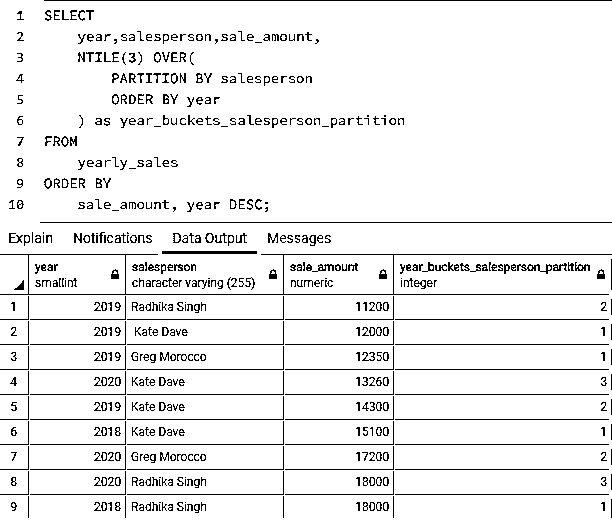 1 SELECT
2 year,salesperson,sale_amount,
3 NTILE(3) OVER(
4 PARTITION BY salesperson
5 ORDER BY year
6 ) as year_buckets_salesperson_partition
7 FROM
8 yearly_sales
9 ORDER BY
10 sale_amount, year DESC;
Explain Notifications Data Output Messages
year salesperson sale_amount year_buckets_salesperson_partition
smallint character varying (255) numeric integer
1 2019 Radhika Singh 11200 2
2 2019 Kate Dave 12000 1
3 2019 Greg Morocco 12350 1
4 2020 Kate Dave 13260 3
5 2019 Kate Dave 14300 2
6 2018 Kate Dave 15100 1
7 2020 Greg Morocco 17200 2
8 2020 Radhika Singh 18000 3
9 2018 Radhika Singh 18000 1